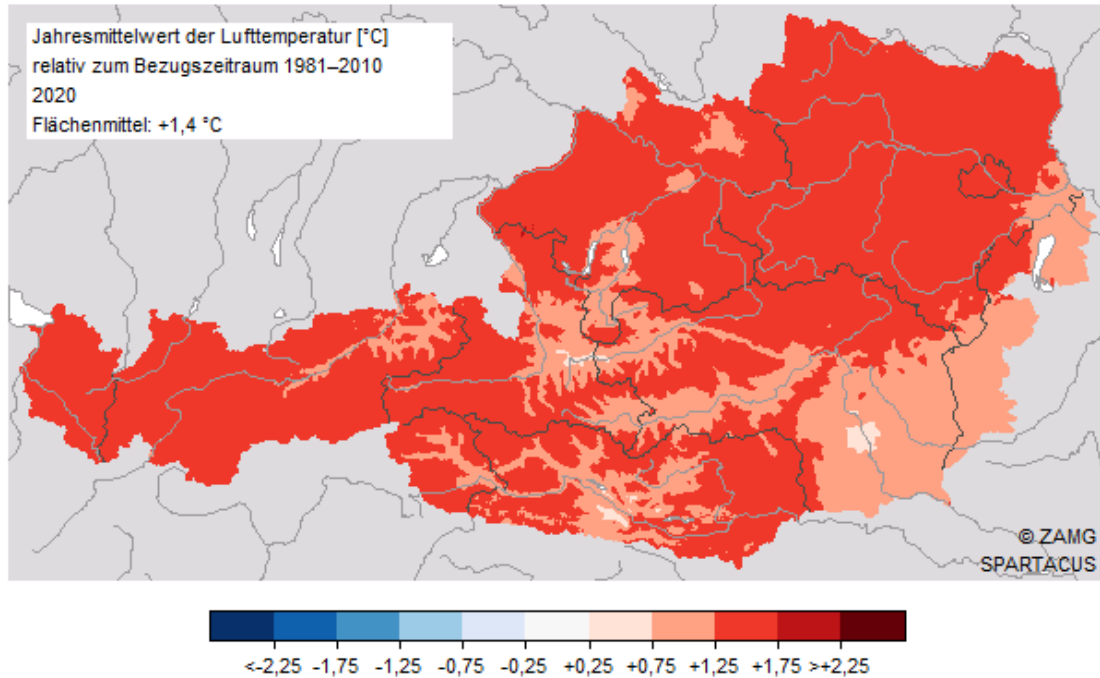 Jahresmittelwert der Lufttemperatur [°C]
relativ zum Bezugszeitraum 1981–2010
2020
Flächenmittel: +1,4 °C
© ZAMG
SPARTACUS
<-2,25 -1,75 -1,25 -0,75 -0,25 +0,25 +0,75 +1,25 +1,75 >+2,25